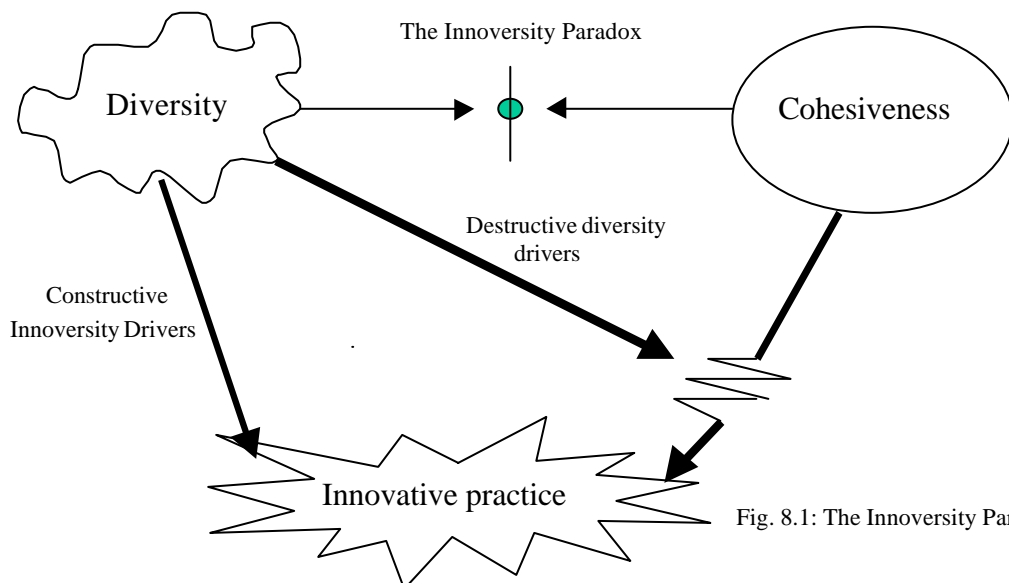 The Innoversity Paradox
Diversity
Cohesiveness
Destructive diversity
drivers
Constructive
Innoversity Drivers
Innovative practice
Fig. 8.1: The Innoversity Par